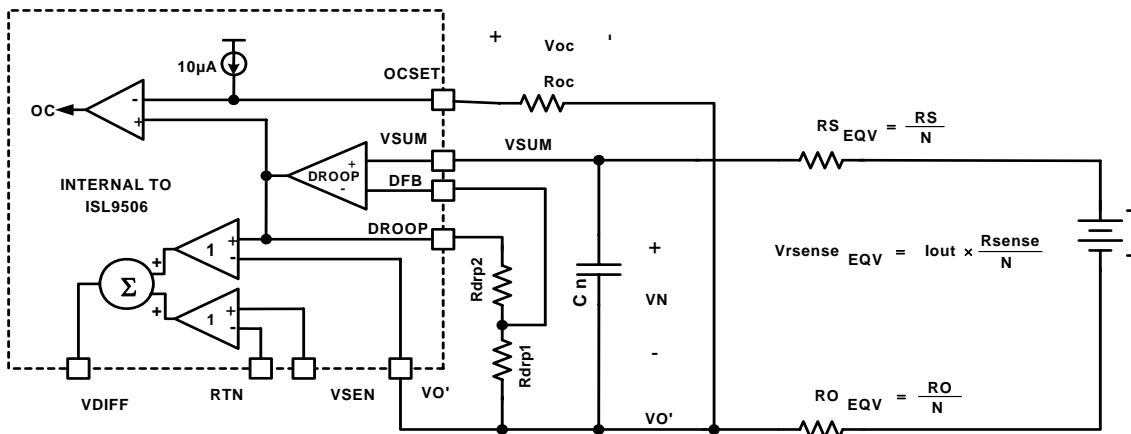 + Voc '
10µA
OCSET
Roc
OC
-
+
VSUM
VSUM
RS EQV = RS
N
+
DROOP
-
DFB
INTERNAL TO
ISL9506
DROOP
+
1
-
+
Σ
+
+
1
-
Rdrp2
Cn
+
VN
-
Vrsense EQV = Iout × Rsense
N
Rdrp1
VDIFF
RTN
VSEN
VO'
VO'
RO EQV = RO
N